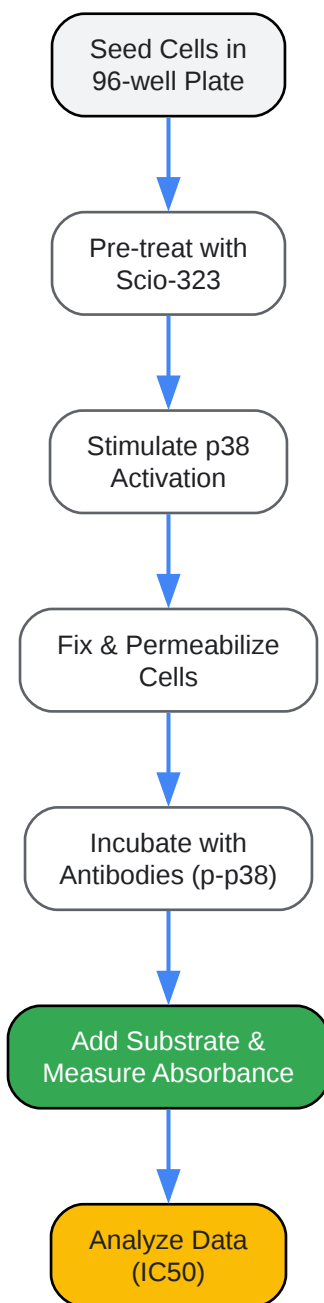 Seed Cells in
96-well Plate
Pre-treat with
Scio-323
Stimulate p38
Activation
Fix & Permeabilize
Cells
Incubate with
Antibodies (p-p38)
Add Substrate &
Measure Absorbance
Analyze Data
(IC50)